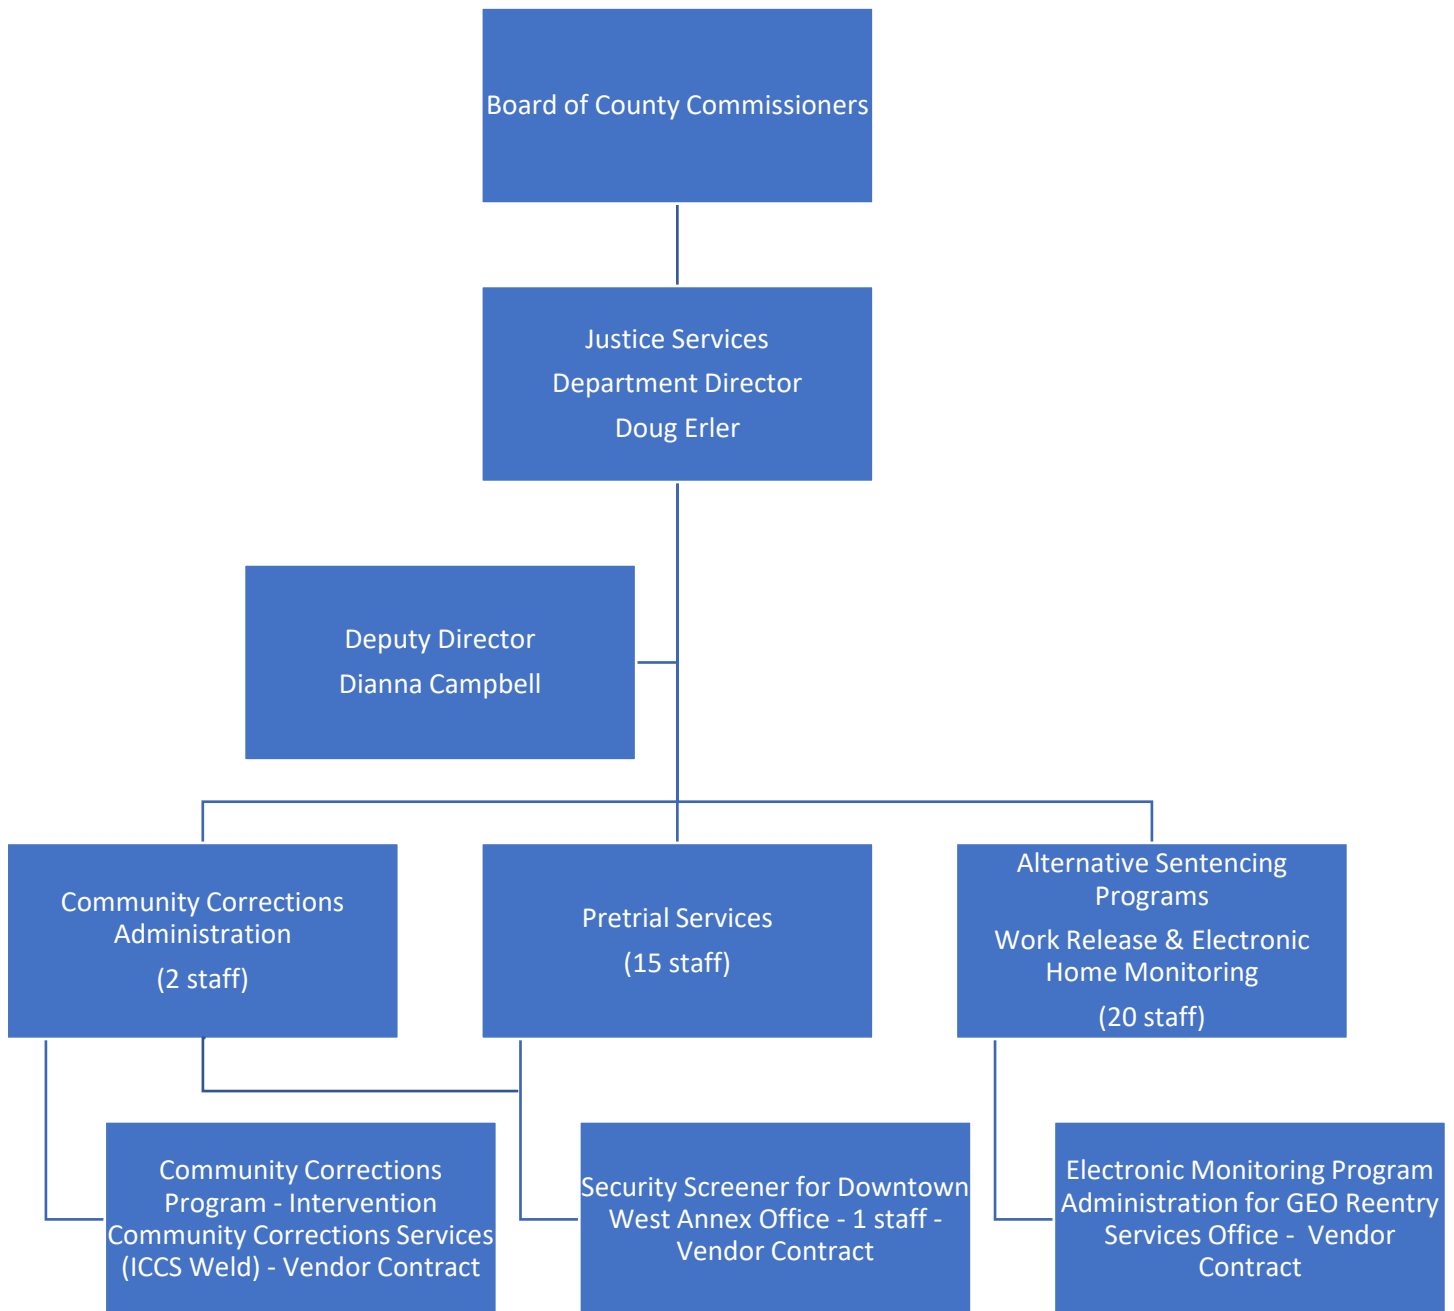 Board of County Commissioners
Justice Services
Department Director
Doug Erler
Deputy Director
Dianna Campbell
Community Corrections
Administration
(2 staff)
Pretrial Services
(15 staff)
Alternative Sentencing
Programs
Work Release & Electronic
Home Monitoring
(20 staff)
Community Corrections
Program - Intervention
Community Corrections Services
(ICCS Weld) - Vendor Contract
Security Screener for Downtown
West Annex Office - 1 staff -
Vendor Contract
Electronic Monitoring Program
Administration for GEO Reentry
Services Office -  Vendor
Contract